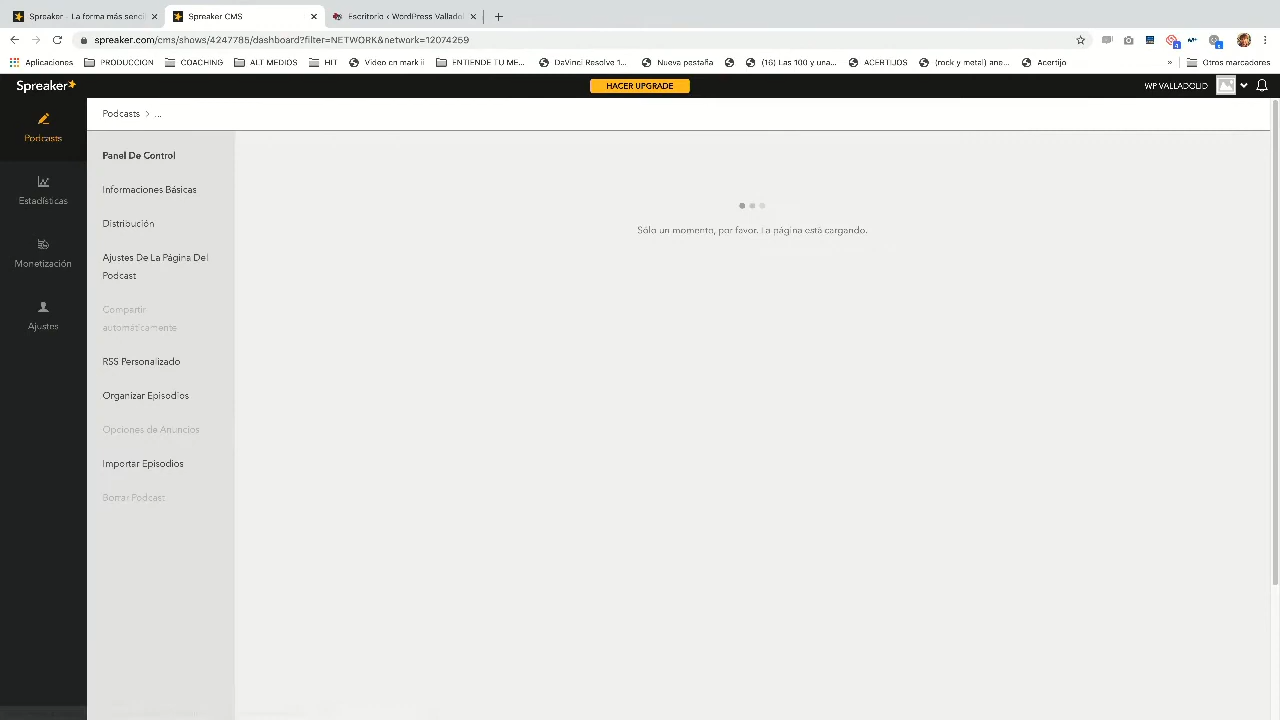 Spreaker - La forma más sencil
Spreaker CMS
Escritorio ‹ WordPress Vallado
spreaker.com/cms/shows/4247785/dashboard?filter=NETWORK&network=12074259
Aplicaciones
PRODUCCION
COACHING
ALT MEDIOS
HIT
Video en mark ii
ENTIENDE TU ME...
DaVinci Resolve 1...
Nueva pestaña
(16) Las 100 y una...
ACERTIJOS
(rock y metal) ane...
Acertijo
»
Otros marcadores
Spreaker
HACER UPGRADE
WP VALLADOLID
Podcasts
Estadísticas
Monetización
Ajustes
Podcasts > ...
Panel De Control
Informaciones Básicas
Distribución
Ajustes De La Página Del
Podcast
Compartir
automáticamente
RSS Personalizado
Organizar Episodios
Opciones de Anuncios
Importar Episodios
Borrar Podcast
Sólo un momento, por favor. La página está cargando.